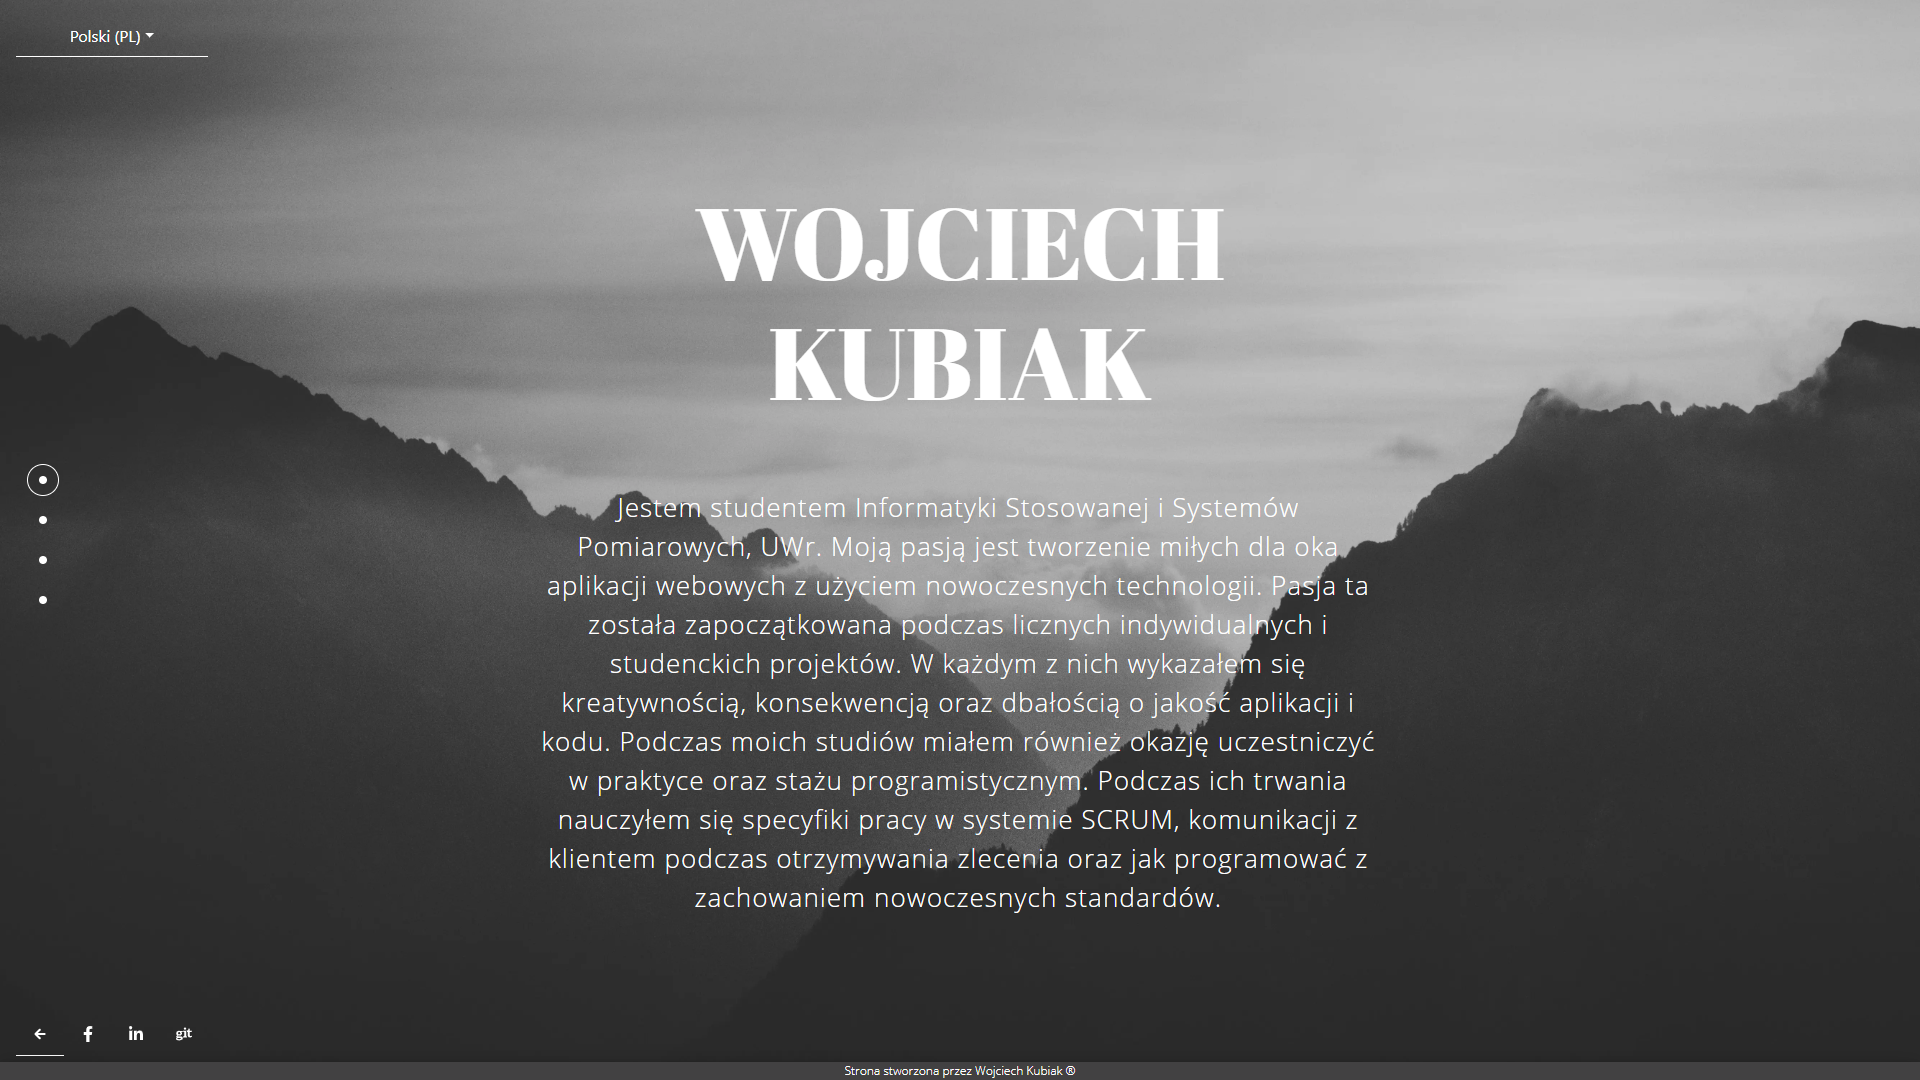 Polski (PL)
WOJCIECH
KUBIAK
Jestem studentem Informatyki Stosowanej i Systemów
Pomiarowych, UWr. Moją pasją jest tworzenie miłych dla oka
aplikacji webowych z użyciem nowoczesnych technologii. Pasja ta
została zapoczątkowana podczas licznych indywidualnych i
studenckich projektów. W każdym z nich wykazałem się
kreatywnością, konsekwencją oraz dbałością o jakość aplikacji i
kodu. Podczas moich studiów miałem również okazję uczestniczyć
w praktyce oraz stażu programistycznym. Podczas ich trwania
nauczyłem się specyfiki pracy w systemie SCRUM, komunikacji z
klientem podczas otrzymywania zlecenia oraz jak programować z
zachowaniem nowoczesnych standardów.
f in git
Strona stworzona przez Wojciech Kubiak ®